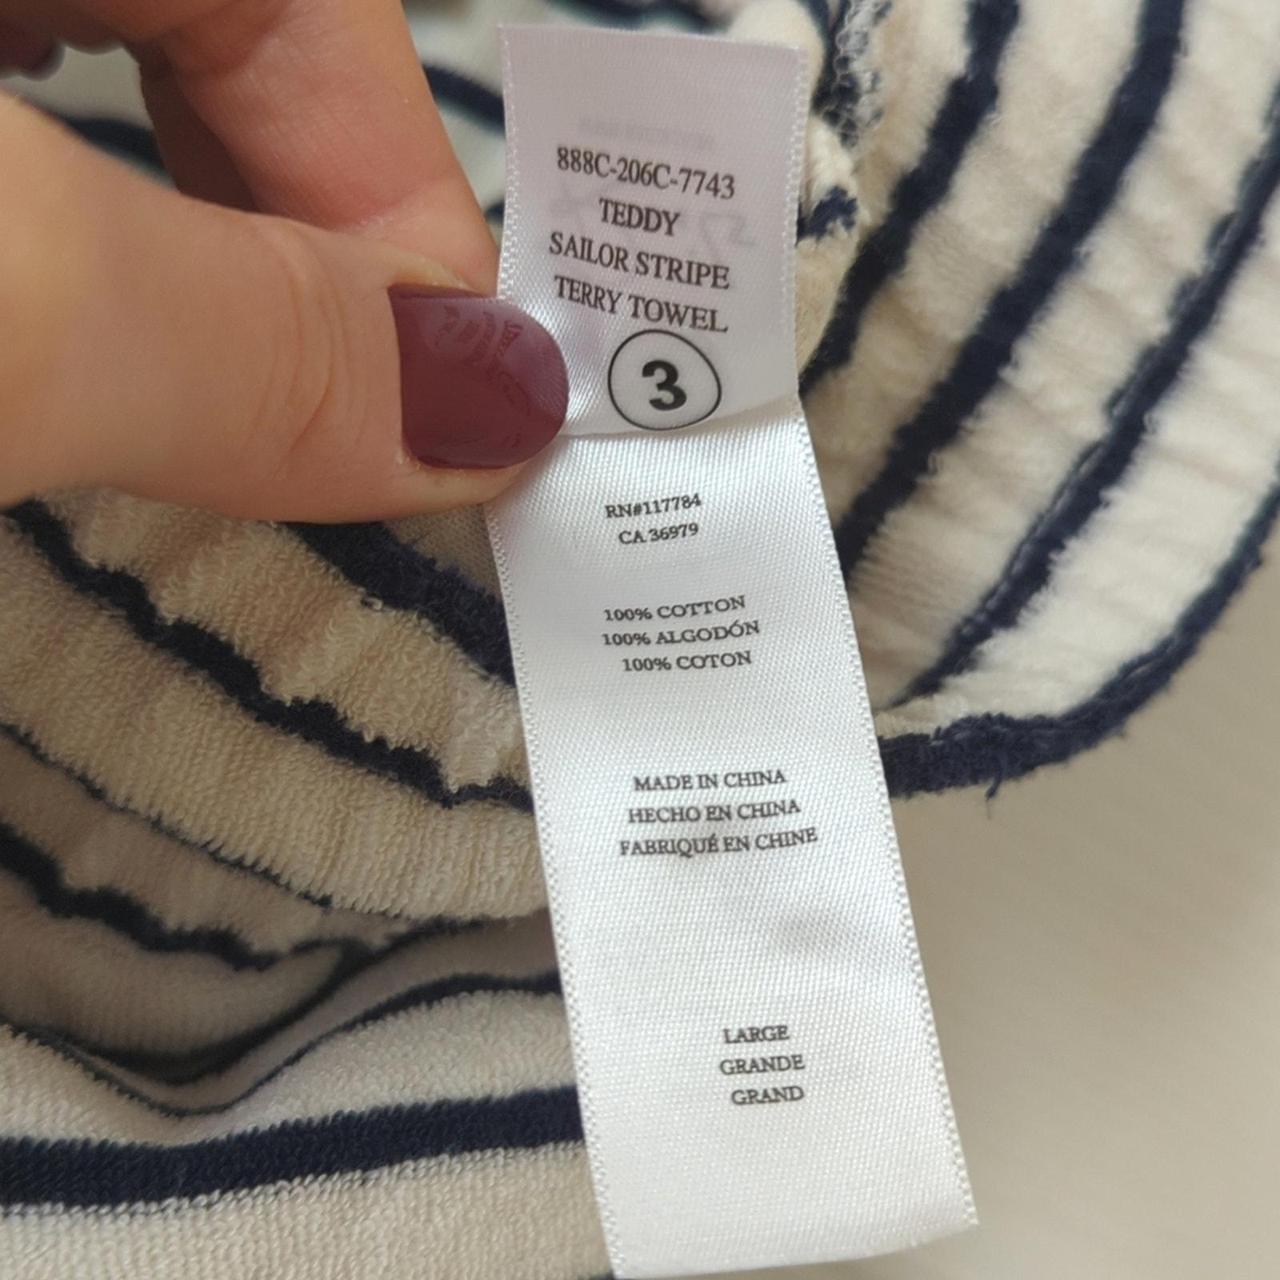 888C-206C-7743
TEDDY
SAILOR STRIPE
TERRY TOWEL
3
RN#117784
CA 36979
100% COTTON
100% ALGODÓN
100% COTON
MADE IN CHINA
HECHO EN CHINA
FABRIQUÉ EN CHINE
LARGE
GRANDE
GRAND